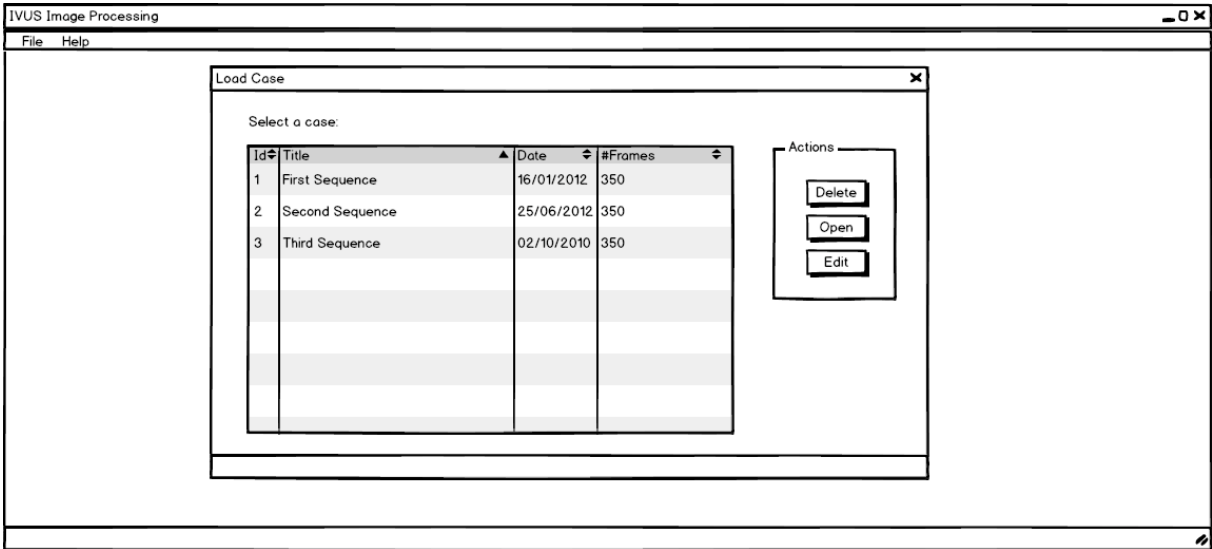 IVUS Image Processing
File Help
Load Case
Select a case:
Id Title Date #Frames
1 First Sequence 16/01/2012 350
2 Second Sequence 25/06/2012 350
3 Third Sequence 02/10/2010 350
Actions
Delete
Open
Edit